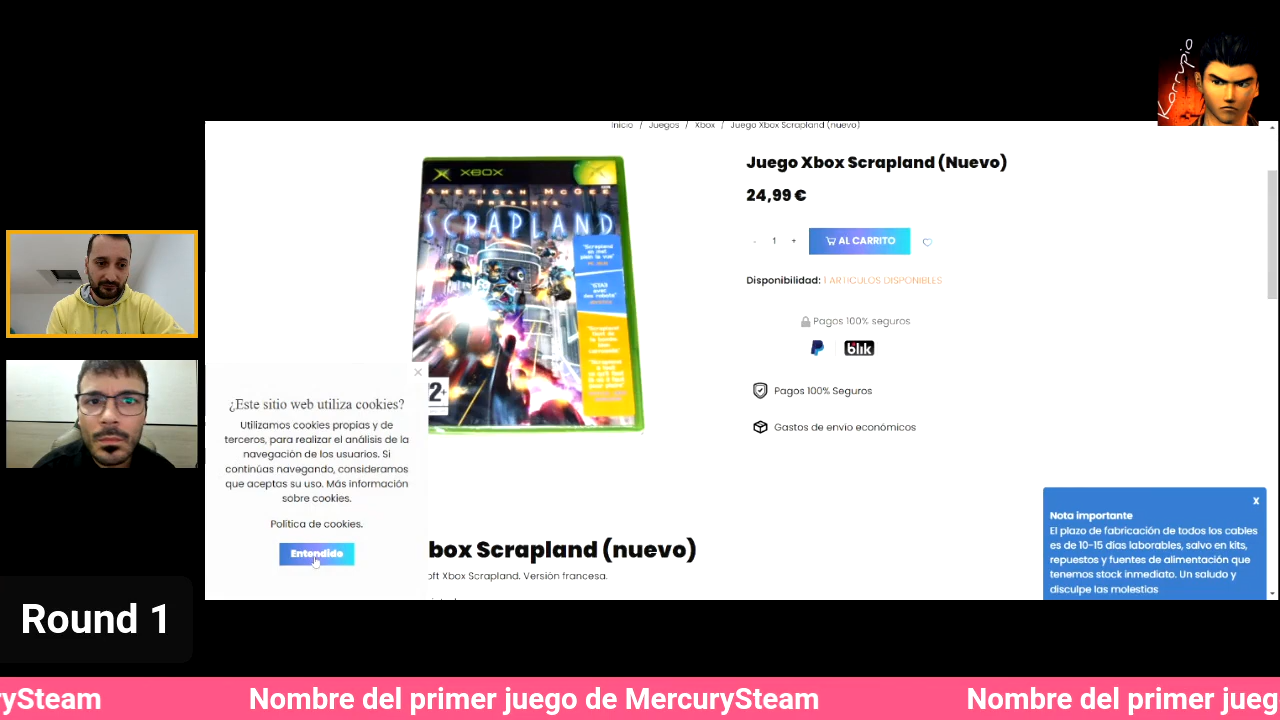 Korrupio
Inicio / Juegos / Xbox / Juego Xbox Scrapland (nuevo)
XBOX
AMERICAN McGEE
PRESENTS
SCRAPLAND
2+
Juego Xbox Scrapland (Nuevo)
24,99 €
- 1 +
AL CARRITO
Disponibilidad: 1 ARTÍCULOS DISPONIBLES
Pagos 100% seguros
blik
Pagos 100% Seguros
Gastos de envío económicos
x
¿Este sitio web utiliza cookies?
Utilizamos cookies propias y de
terceros, para realizar el análisis de la
navegación de los usuarios. Si
continúas navegando, consideramos
que aceptas su uso. Más información
sobre cookies.
Política de cookies.
Entendido
box Scrapland (nuevo)
oft Xbox Scrapland. Versión francesa.
X
Nota importante
El plazo de fabricación de todos los cables
es de 10-15 días laborables, salvo en kits,
repuestos y fuentes de alimentación que
tenemos stock inmediato. Un saludo y
disculpe las molestias
Round 1
rySteam Nombre del primer juego de MercurySteam Nombre del primer jueg